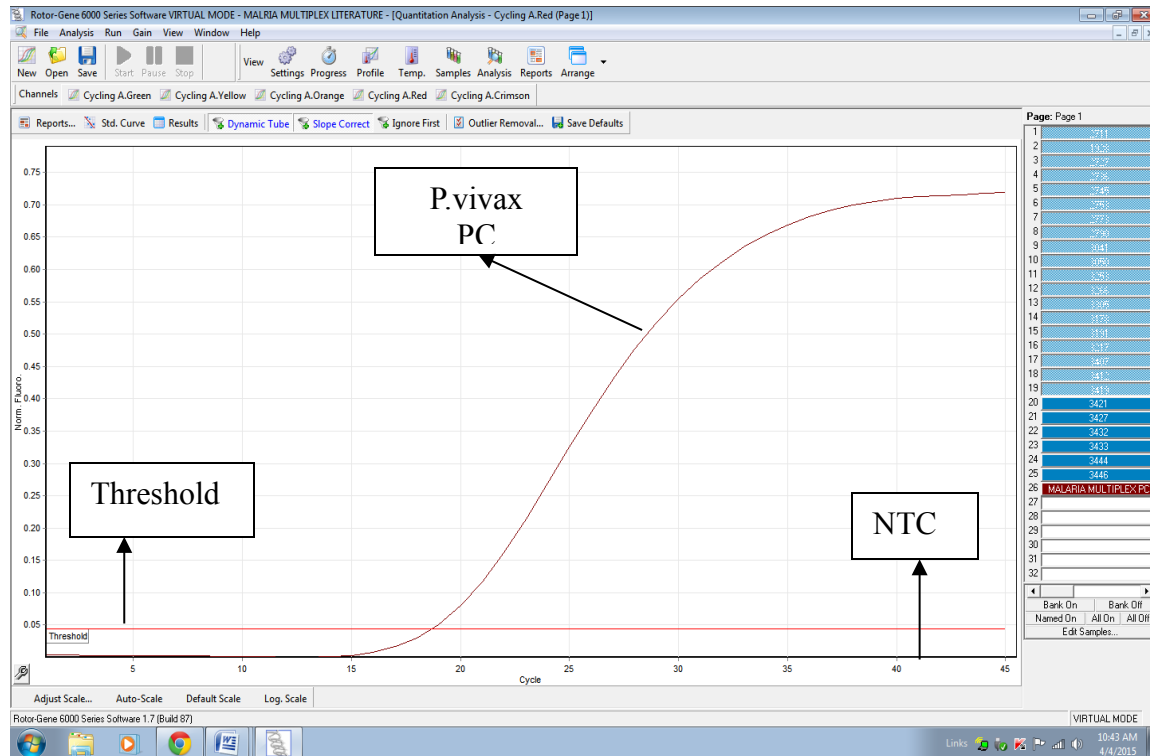 Rotor-Gene 6000 Series Software VIRTUAL MODE - MALRIA MULTIPLEX LITERATURE - [Quantitation Analysis - Cycling A.Red (Page 1)]
File Analysis Run Gain View Window Help
New Open Save Start Pause Stop View Settings Progress Profile Temp. Samples Analysis Reports Arrange
Channels Cycling A.Green Cycling A.Yellow Cycling A.Orange Cycling A.Red Cycling A.Crimson
Reports... Std. Curve Results Dynamic Tube Slope Correct Ignore First Outlier Removal... Save Defaults
Norm. Fluoro.
0.75
0.70
0.65
0.60
0.55
0.50
0.45
0.40
0.35
0.30
0.25
0.20
0.15
0.10
0.05
P.vivax
PC
Threshold
NTC
Threshold
5 10 15 20 25 30 35 40 45
Cycle
Adjust Scale... Auto-Scale Default Scale Log. Scale
Page: Page 1
1
2
3
4
5
6
7
8
9
10
11
12
13
14
15
16
17
18
19
20 3421
21 3427
22 3432
23 3433
24 3444
25 3446
26 MALARIA MULTIPLEX PC
27
28
29
30
31
32
Bank On Bank Off
Named On All On All Off
Edit Samples...
Rotor-Gene 6000 Series Software 1.7 (Build 87) VIRTUAL MODE
Links 10:43 AM
4/4/2015